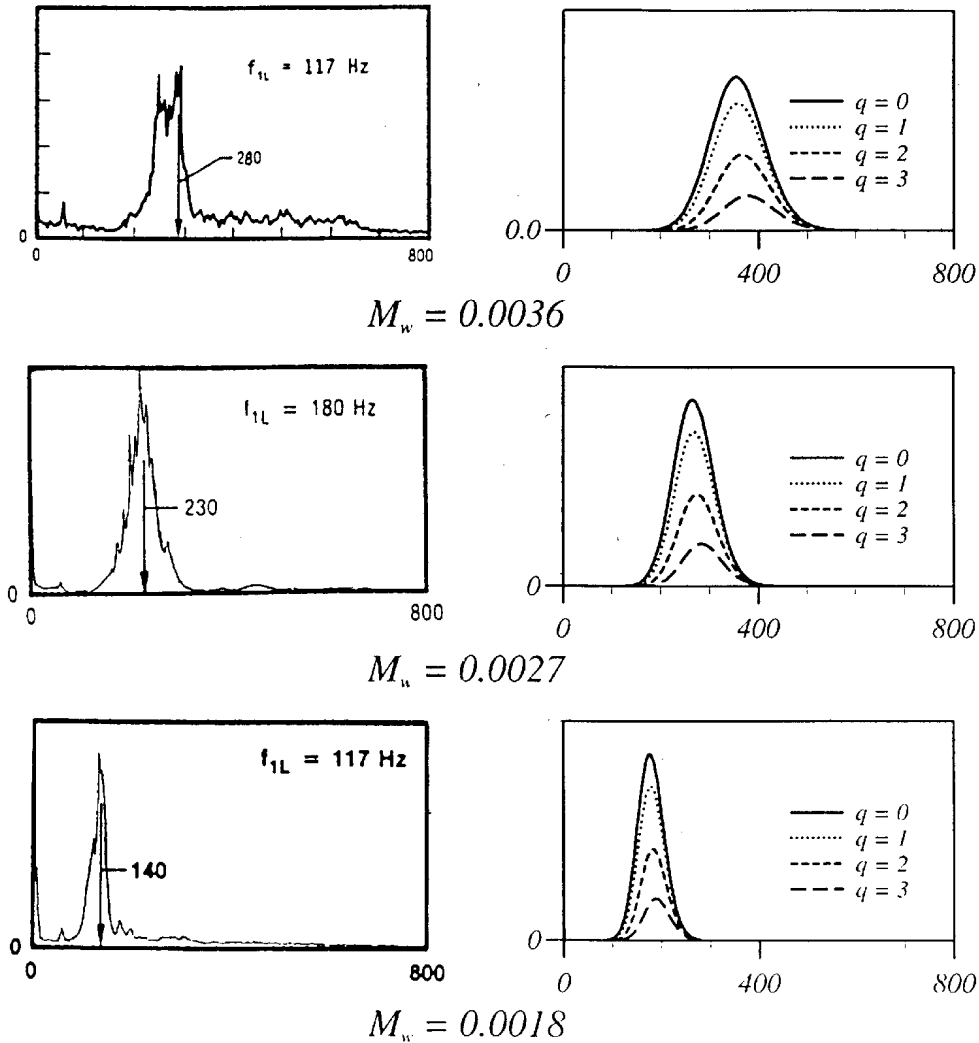 f1L = 117 Hz
280
0
0
800
q = 0
q = 1
q = 2
q = 3
0.0
0
400
800
Mw = 0.0036
f1L = 180 Hz
230
0
0
800
q = 0
q = 1
q = 2
q = 3
0
0
400
800
Mw = 0.0027
f1L = 117 Hz
140
0
0
800
q = 0
q = 1
q = 2
q = 3
0
0
400
800
Mw = 0.0018